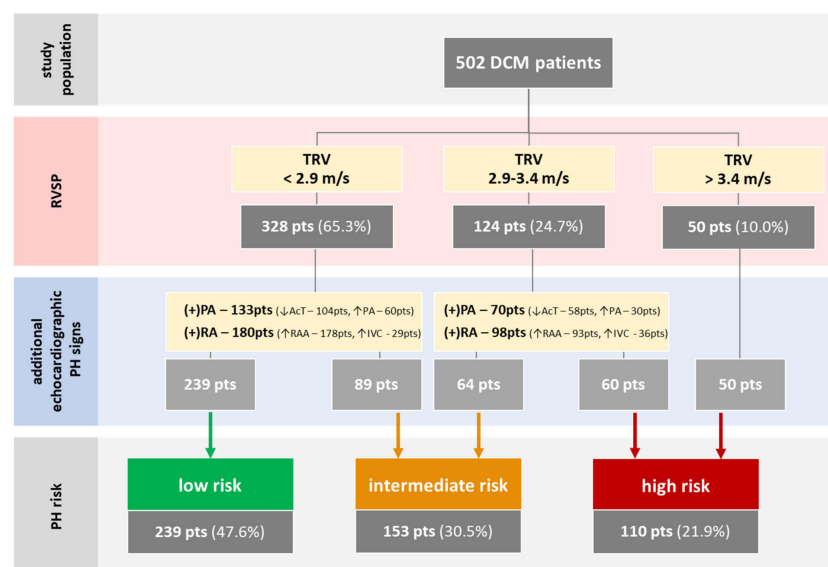 study
population
502 DCM patients
RVSP
TRV
< 2.9 m/s
TRV
2.9-3.4 m/s
TRV
> 3.4 m/s
328 pts (65.3%)
124 pts (24.7%)
50 pts (10.0%)
additional
echocardiographic
PH signs
(+)PA – 133pts (↓AcT – 104pts, ↑PA – 60pts)
(+)RA – 180pts (↑RAA – 178pts, ↑IVC - 29pts)
(+)PA – 70pts (↓AcT – 58pts, ↑PA – 30pts)
(+)RA – 98pts (↑RAA – 93pts, ↑IVC - 36pts)
239 pts
89 pts
64 pts
60 pts
50 pts
PH risk
low risk
intermediate risk
high risk
239 pts (47.6%)
153 pts (30.5%)
110 pts (21.9%)